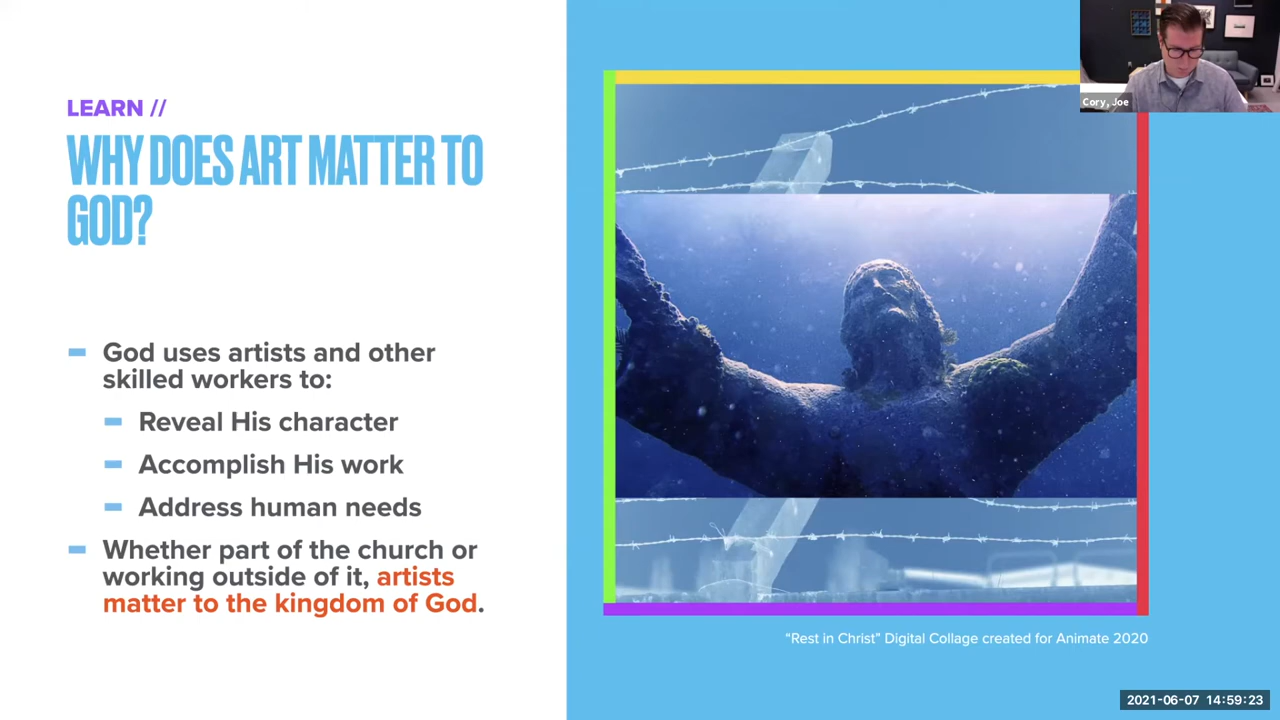 LEARN //
WHY DOES ART MATTER TO
GOD?
God uses artists and other
skilled workers to:
Reveal His character
Accomplish His work
Address human needs
Whether part of the church or
working outside of it, artists
matter to the kingdom of God.
Cory, Joe
"Rest in Christ" Digital Collage created for Animate 2020
2021-06-07 14:59:23